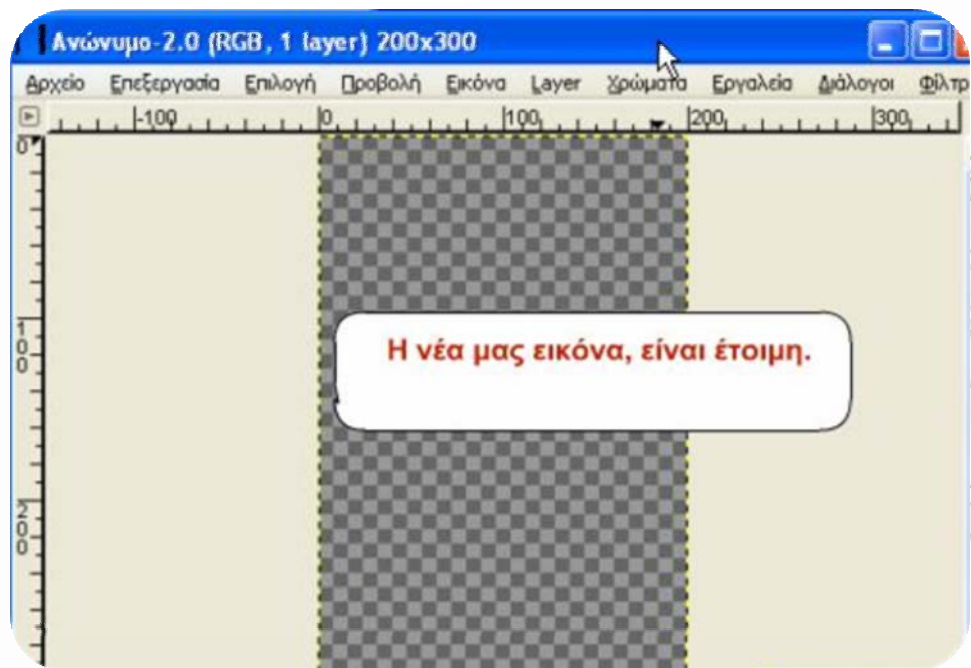 Ανώνυμο-2.0 (RGB, 1 layer) 200x300
Αρχείο Επεξεργασία Επιλογή Προβολή Εικόνα Layer Χρώματα Εργαλεία Διάλογοι Φίλτρ
-100 0 100 200 300
0
100
200
Η νέα μας εικόνα, είναι έτοιμη.